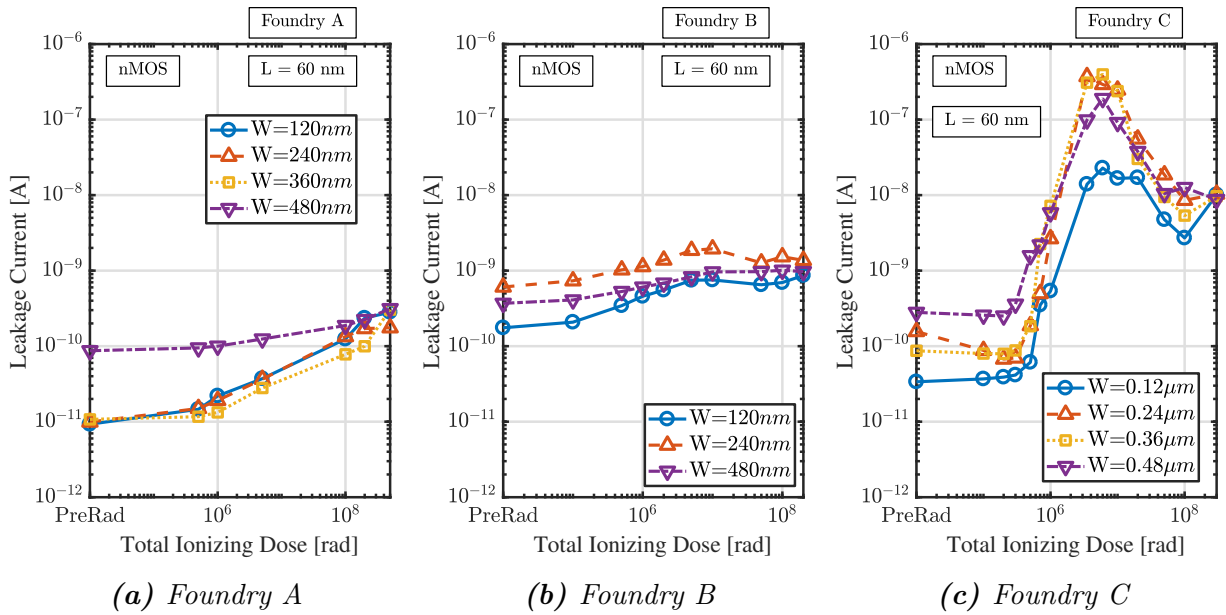 Foundry A
nMOS
L = 60 nm
W=120nm
W=240nm
W=360nm
W=480nm
Leakage Current [A]
10^-6
10^-7
10^-8
10^-9
10^-10
10^-11
10^-12
PreRad
10^6
10^8
Total Ionizing Dose [rad]
(a) Foundry A
Foundry B
nMOS
L = 60 nm
Leakage Current [A]
10^-6
10^-7
10^-8
10^-9
10^-10
10^-11
10^-12
W=120nm
W=240nm
W=480nm
PreRad
10^6
10^8
Total Ionizing Dose [rad]
(b) Foundry B
Foundry C
nMOS
L = 60 nm
Leakage Current [A]
10^-6
10^-7
10^-8
10^-9
10^-10
10^-11
10^-12
W=0.12μm
W=0.24μm
W=0.36μm
W=0.48μm
PreRad
10^6
10^8
Total Ionizing Dose [rad]
(c) Foundry C